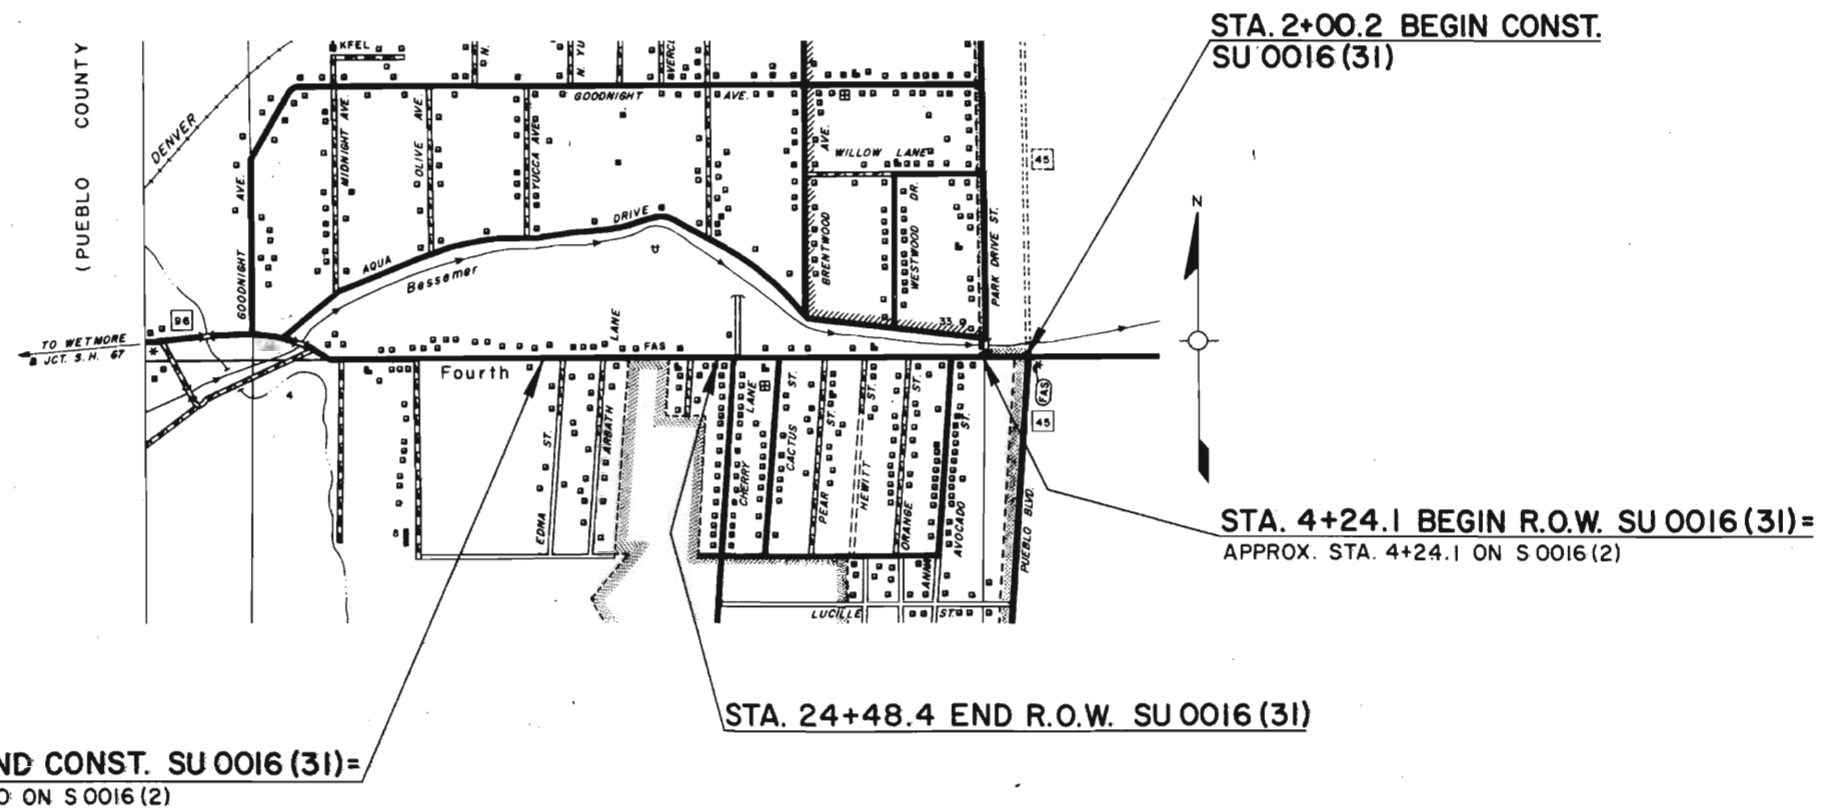 STA. 2+00.2 BEGIN CONST.
SU 0016 (31)
(PUEBLO COUNTY
KFEL
N.
N. YU
GOODNIGHT AVE.
DENVER
GOODNIGHT AVE.
MIDNIGHT AVE.
OLIVE AVE.
YUCCA AVE.
AVE.
BRENTWOOD
WILLOW LANE
WESTWOOD DR.
PARK DRIVE ST.
45
N
AQUA DRIVE
Bessemer
33
96
TO WETMORE
& JCT. S.H. 67
LANE
FAS
Fourth
4
8
EDNA ST.
ARBATH
CHERRY LANE
CACTUS ST.
PEAR ST.
HEWITT ST.
ORANGE ST.
AVOCADO ST.
ANNA
LUCILLE ST.
PUEBLO BLVD.
FAS
45
STA. 4+24.1 BEGIN R.O.W. SU 0016 (31)=
APPROX. STA. 4+24.1 ON S 0016 (2)
STA. 24+48.4 END R.O.W. SU 0016 (31)
ND CONST. SU 0016 (31)=
O ON S 0016 (2)